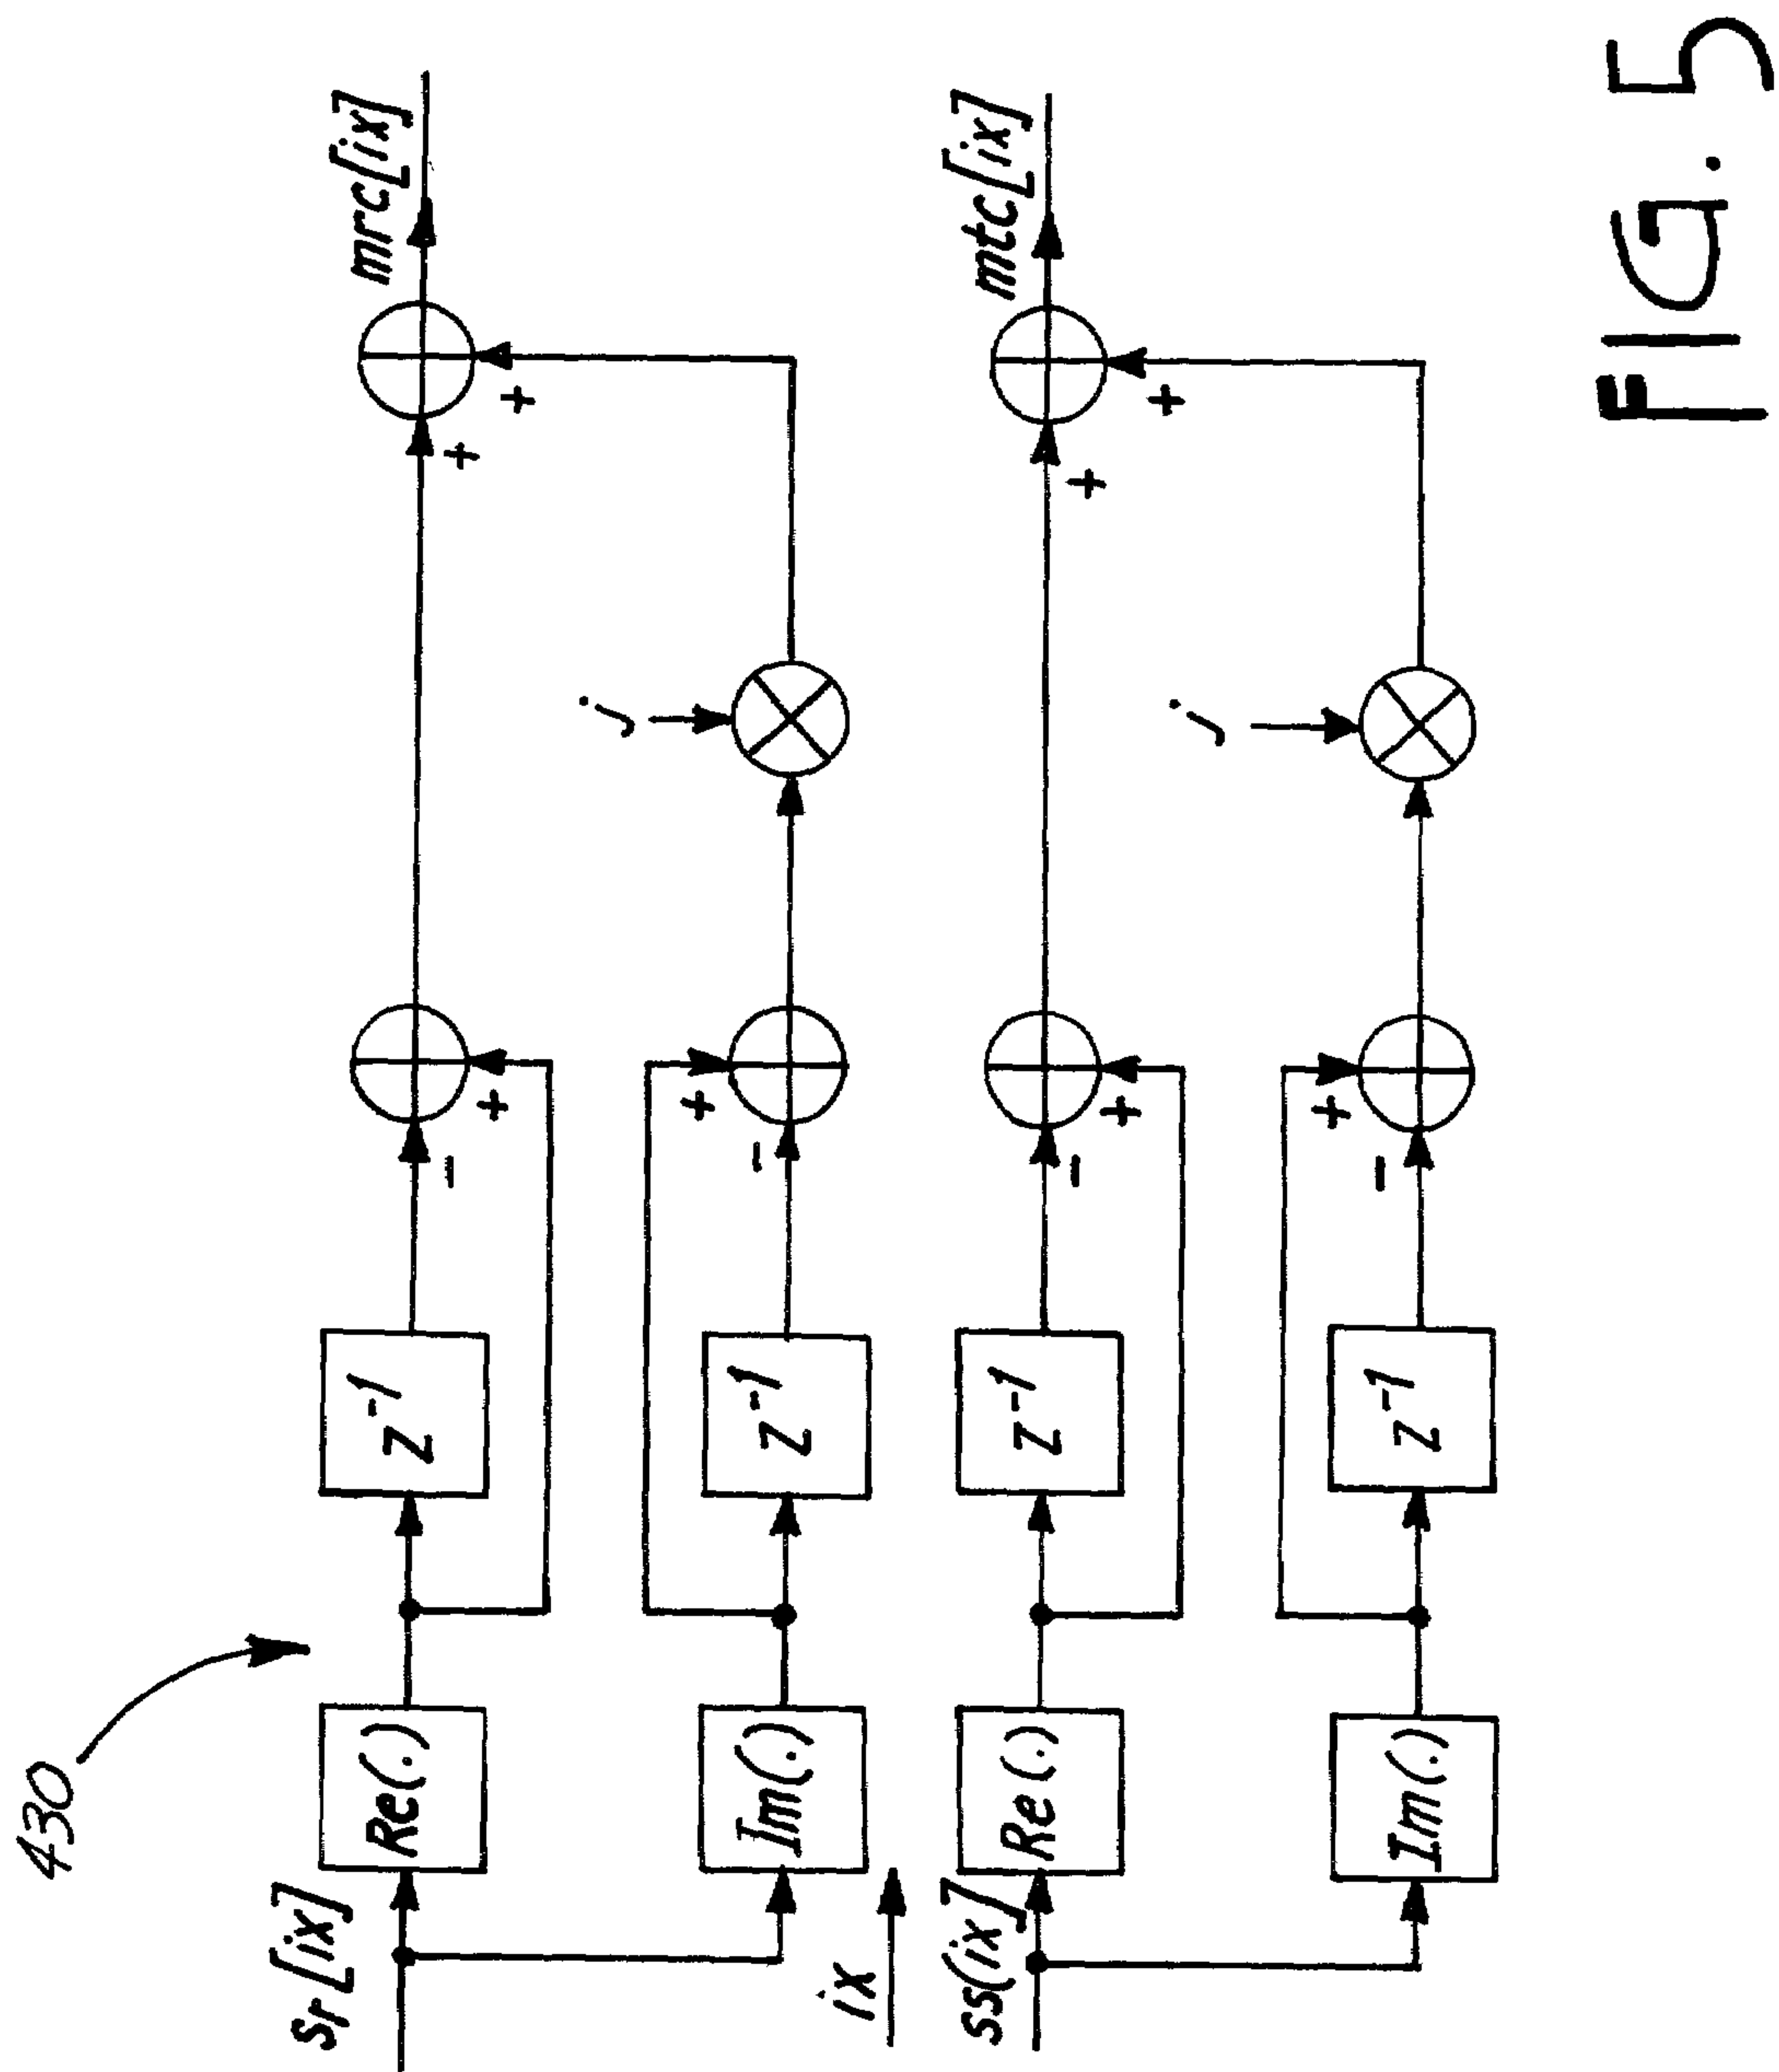 430
sr[ix]
Re(.)
z⁻¹
-
+
+
+
mrc[ix]
Im(.)
z⁻¹
-
+
j
ix
ss(ix]
Re(.)
z⁻¹
-
+
+
+
mtc[ix]
Im(.)
z⁻¹
-
+
j
FIG. 5